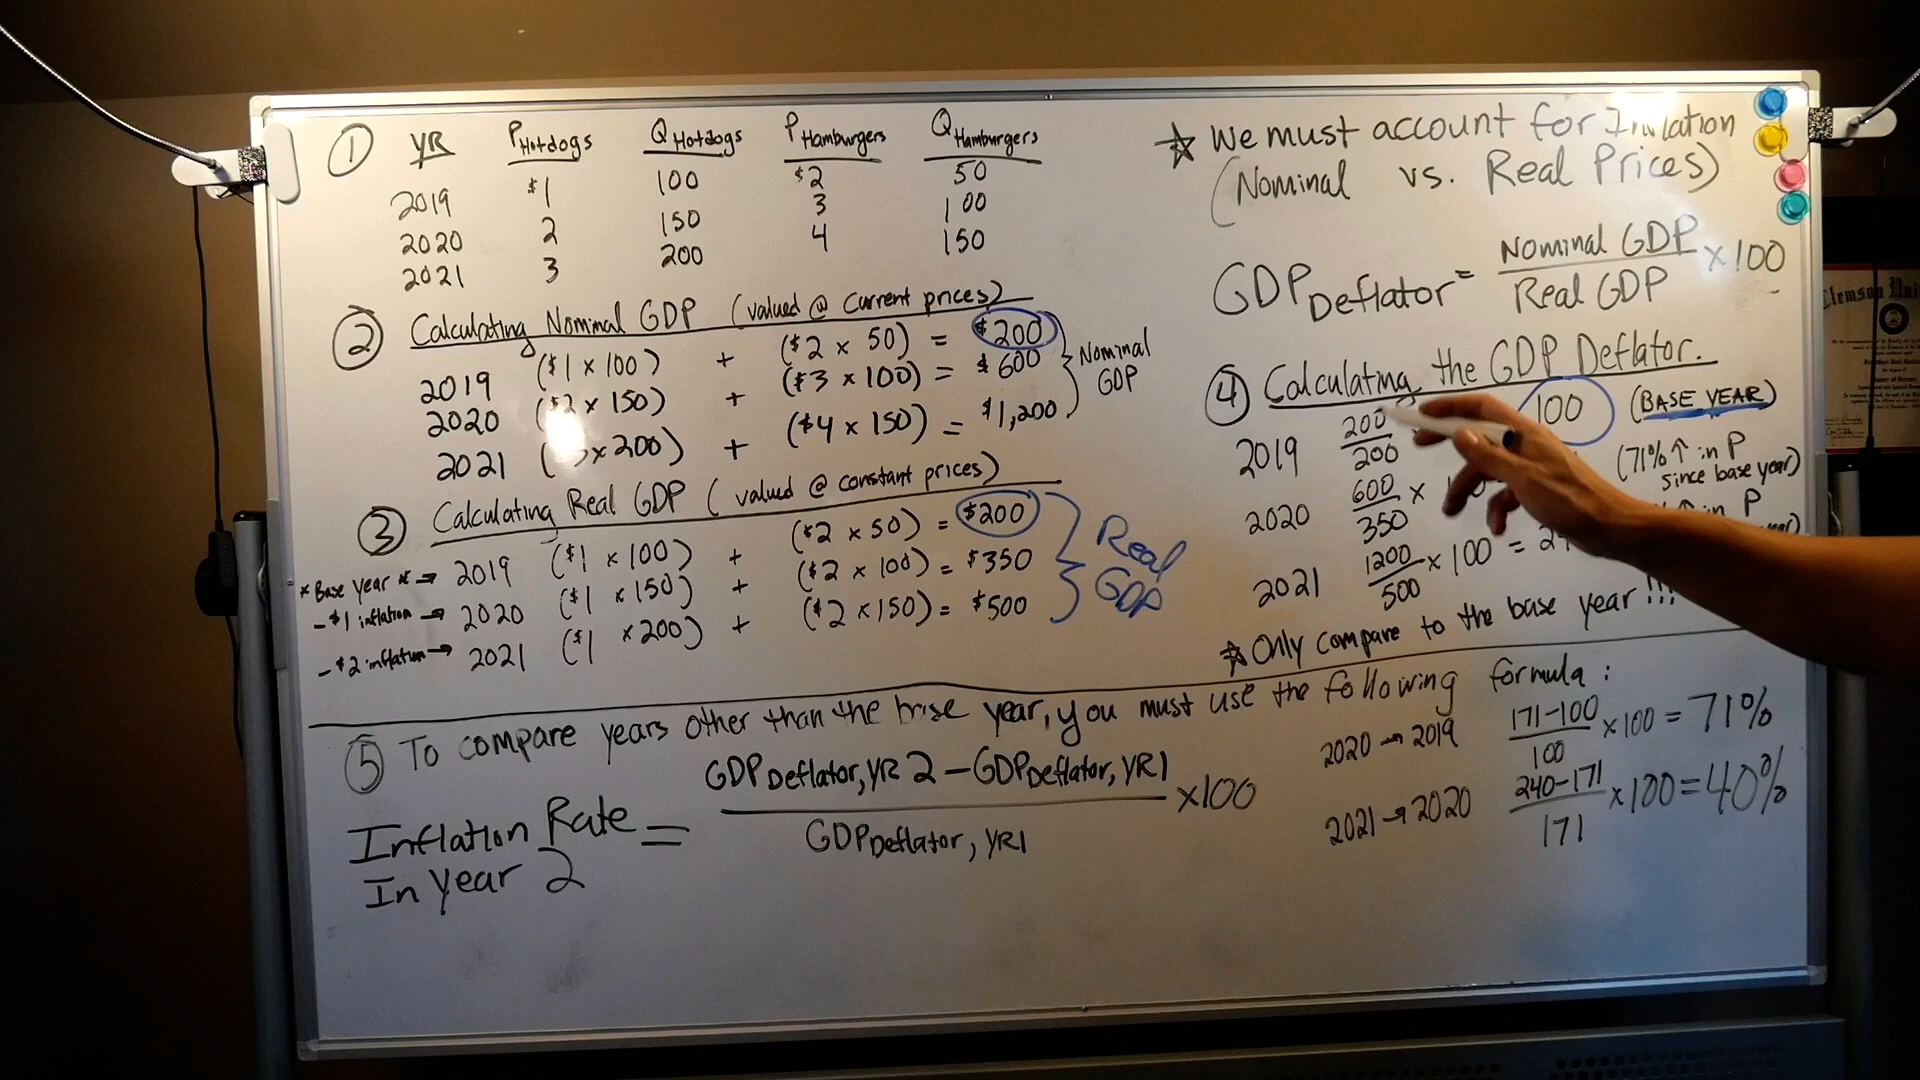 ① YR P Hotdogs Q Hotdogs P Hamburgers Q Hamburgers
2019 $1 100 $2 50
2020 2 150 3 100
2021 3 200 4 150
② Calculating Nominal GDP (valued @ current prices)
2019 ($1 x 100) + ($2 x 50) = $200
2020 ($2 x 150) + ($3 x 100) = $600
2021 ( x 200) + ($4 x 150) = $1,200
Nominal
GDP
③ Calculating Real GDP (valued @ constant prices)
* Base year * → 2019 ($1 x 100) + ($2 x 50) = $200
- $1 inflation → 2020 ($1 x 150) + ($2 x 100) = $350
- $2 inflation → 2021 ($1 x 200) + ($2 x 150) = $500
Real
GDP
☆ We must account for Inflation
(Nominal vs. Real Prices)
GDP Deflator = Nominal GDP / Real GDP x 100
④ Calculating the GDP Deflator.
2019 200/200 100 (BASE YEAR)
2020 600/350 x (71% ↑ in P
since base year)
2021 1200/500 x 100 = ↑ in P
☆ Only compare to the base year!!!
⑤ To compare years other than the base year, you must use the following formula:
Inflation Rate In Year 2 = GDP Deflator, YR 2 – GDP Deflator, YR1 / GDP Deflator, YR1 x100
2020 → 2019 171-100/100 x 100 = 71%
2021 → 2020 240-171/171 x 100 = 40%
Clemson